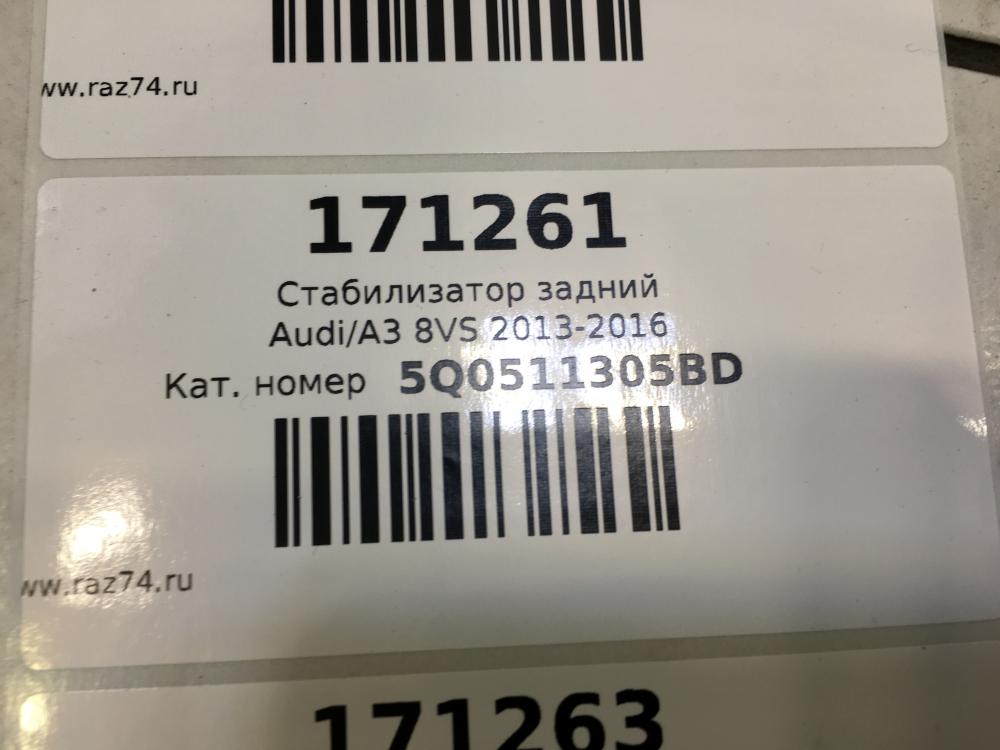 ww.raz74.ru
171261
Стабилизатор задний
Audi/A3 8VS 2013-2016
Кат. номер 5Q0511305BD
ww.raz74.ru
171263